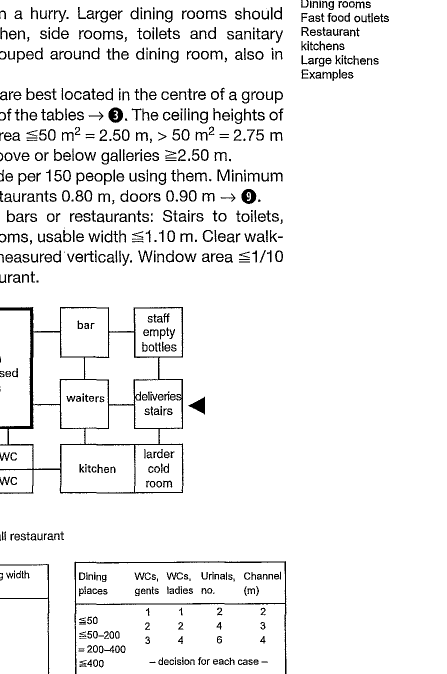 n a hurry. Larger dining rooms should
hen, side rooms, toilets and sanitary
ouped around the dining room, also in
are best located in the centre of a group
of the tables → 3. The ceiling heights of
rea ≦50 m² = 2.50 m, > 50 m² = 2.75 m
ove or below galleries ≧2.50 m.
de per 150 people using them. Minimum
taurants 0.80 m, doors 0.90 m → 9.
bars or restaurants: Stairs to toilets,
oms, usable width ≦1.10 m. Clear walk-
neasured vertically. Window area ≦1/10
urant.
Dining rooms
Fast food outlets
Restaurant
kitchens
Large kitchens
Examples
bar
staff
empty
bottles
sed
waiters
deliveries
stairs
WC
WC
kitchen
larder
cold
room
ll restaurant
g width
Dining places WCs, gents WCs, ladies Urinals, no. Channel (m)
≦50 1 1 2 2
≦50–200 2 2 4 3
= 200–400 3 4 6 4
≦400 – decision for each case –